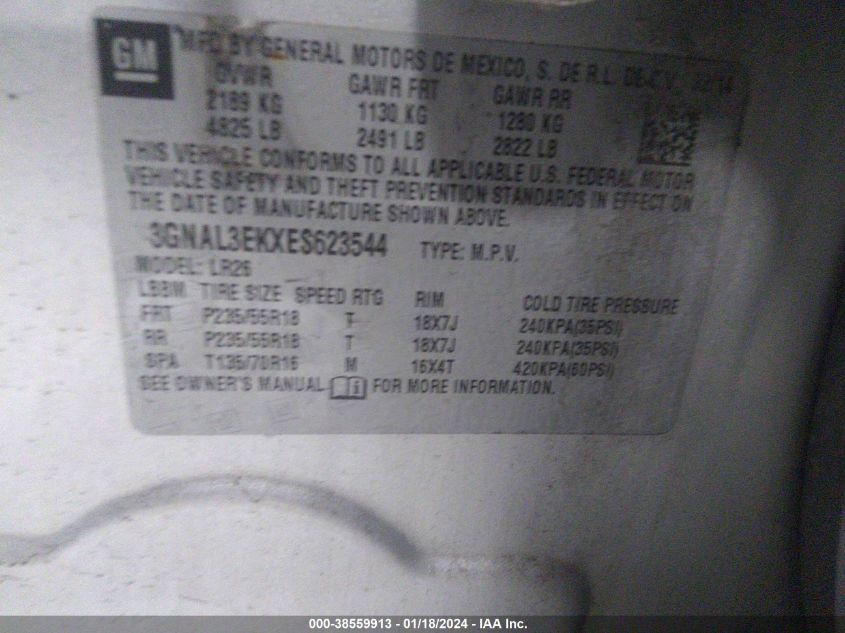 GM
MFD BY GENERAL MOTORS DE MEXICO, S. DE R.L. DE C.V.
GVWR GAWR FRT GAWR RR
2189 KG 1130 KG 1280 KG
4825 LB 2491 LB 2822 LB
THIS VEHICLE CONFORMS TO ALL APPLICABLE U.S. FEDERAL MOTOR
VEHICLE SAFETY AND THEFT PREVENTION STANDARDS IN EFFECT ON
THE DATE OF MANUFACTURE SHOWN ABOVE.
3GNAL3EKXES623544 TYPE: M.P.V.
MODEL: LR26
TIRE SIZE SPEED RTG RIM COLD TIRE PRESSURE
FRT P235/55R18 T 18X7J 240KPA(35PSI)
RR P235/55R18 T 18X7J 240KPA(35PSI)
SPA T135/70R16 M 16X4T 420KPA(60PSI)
SEE OWNER'S MANUAL FOR MORE INFORMATION.
000-38559913 - 01/18/2024 - IAA Inc.